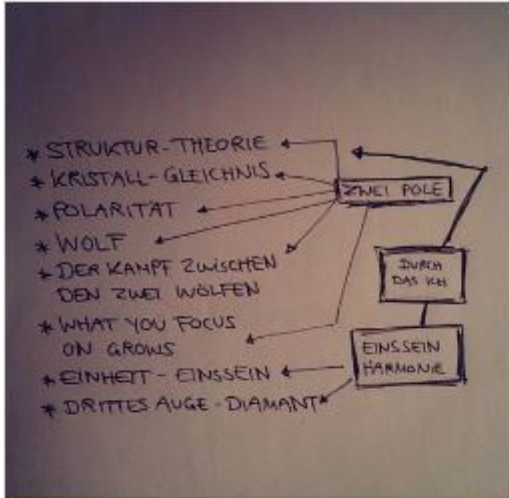 * STRUKTUR-THEORIE
* KRISTALL-GLEICHNIS
ZWEI POLE
* POLARITÄT
* WOLF
* DER KAMPF ZWISCHEN
DEN ZWEI WÖLFEN
DURCH
DAS ICH
* WHAT YOU FOCUS
ON GROWS
EINSSEIN
HARMONIE
* EINHEIT - EINSSEIN
* DRITTES AUGE - DIAMANT